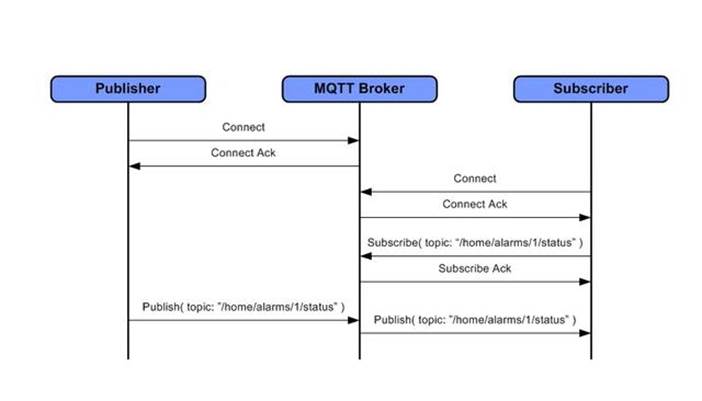 Publisher
MQTT Broker
Subscriber
Connect
Connect Ack
Connect
Connect Ack
Subscribe( topic: “/home/alarms/1/status” )
Subscribe Ack
Publish( topic: ”/home/alarms/1/status” )
Publish( topic: ”/home/alarms/1/status” )